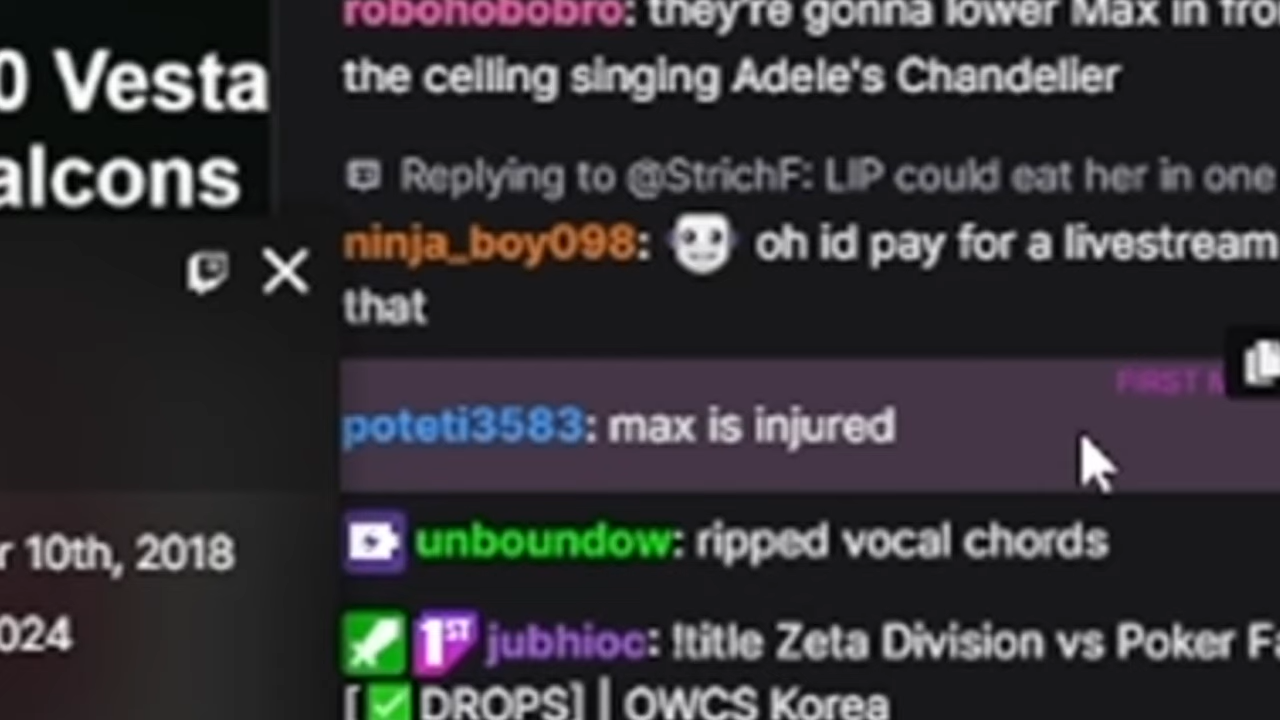 robohobobro: they're gonna lower Max in fro
the ceiling singing Adele's Chandelier
0 Vesta
alcons
Replying to @StrichF: LIP could eat her in one
ninja_boy098: oh id pay for a livestream
that
FIRST M
poteti3583: max is injured
unboundow: ripped vocal chords
r 10th, 2018
024
1ST jubhioc: !title Zeta Division vs Poker Fa
[✅DROPS] | OWCS Korea